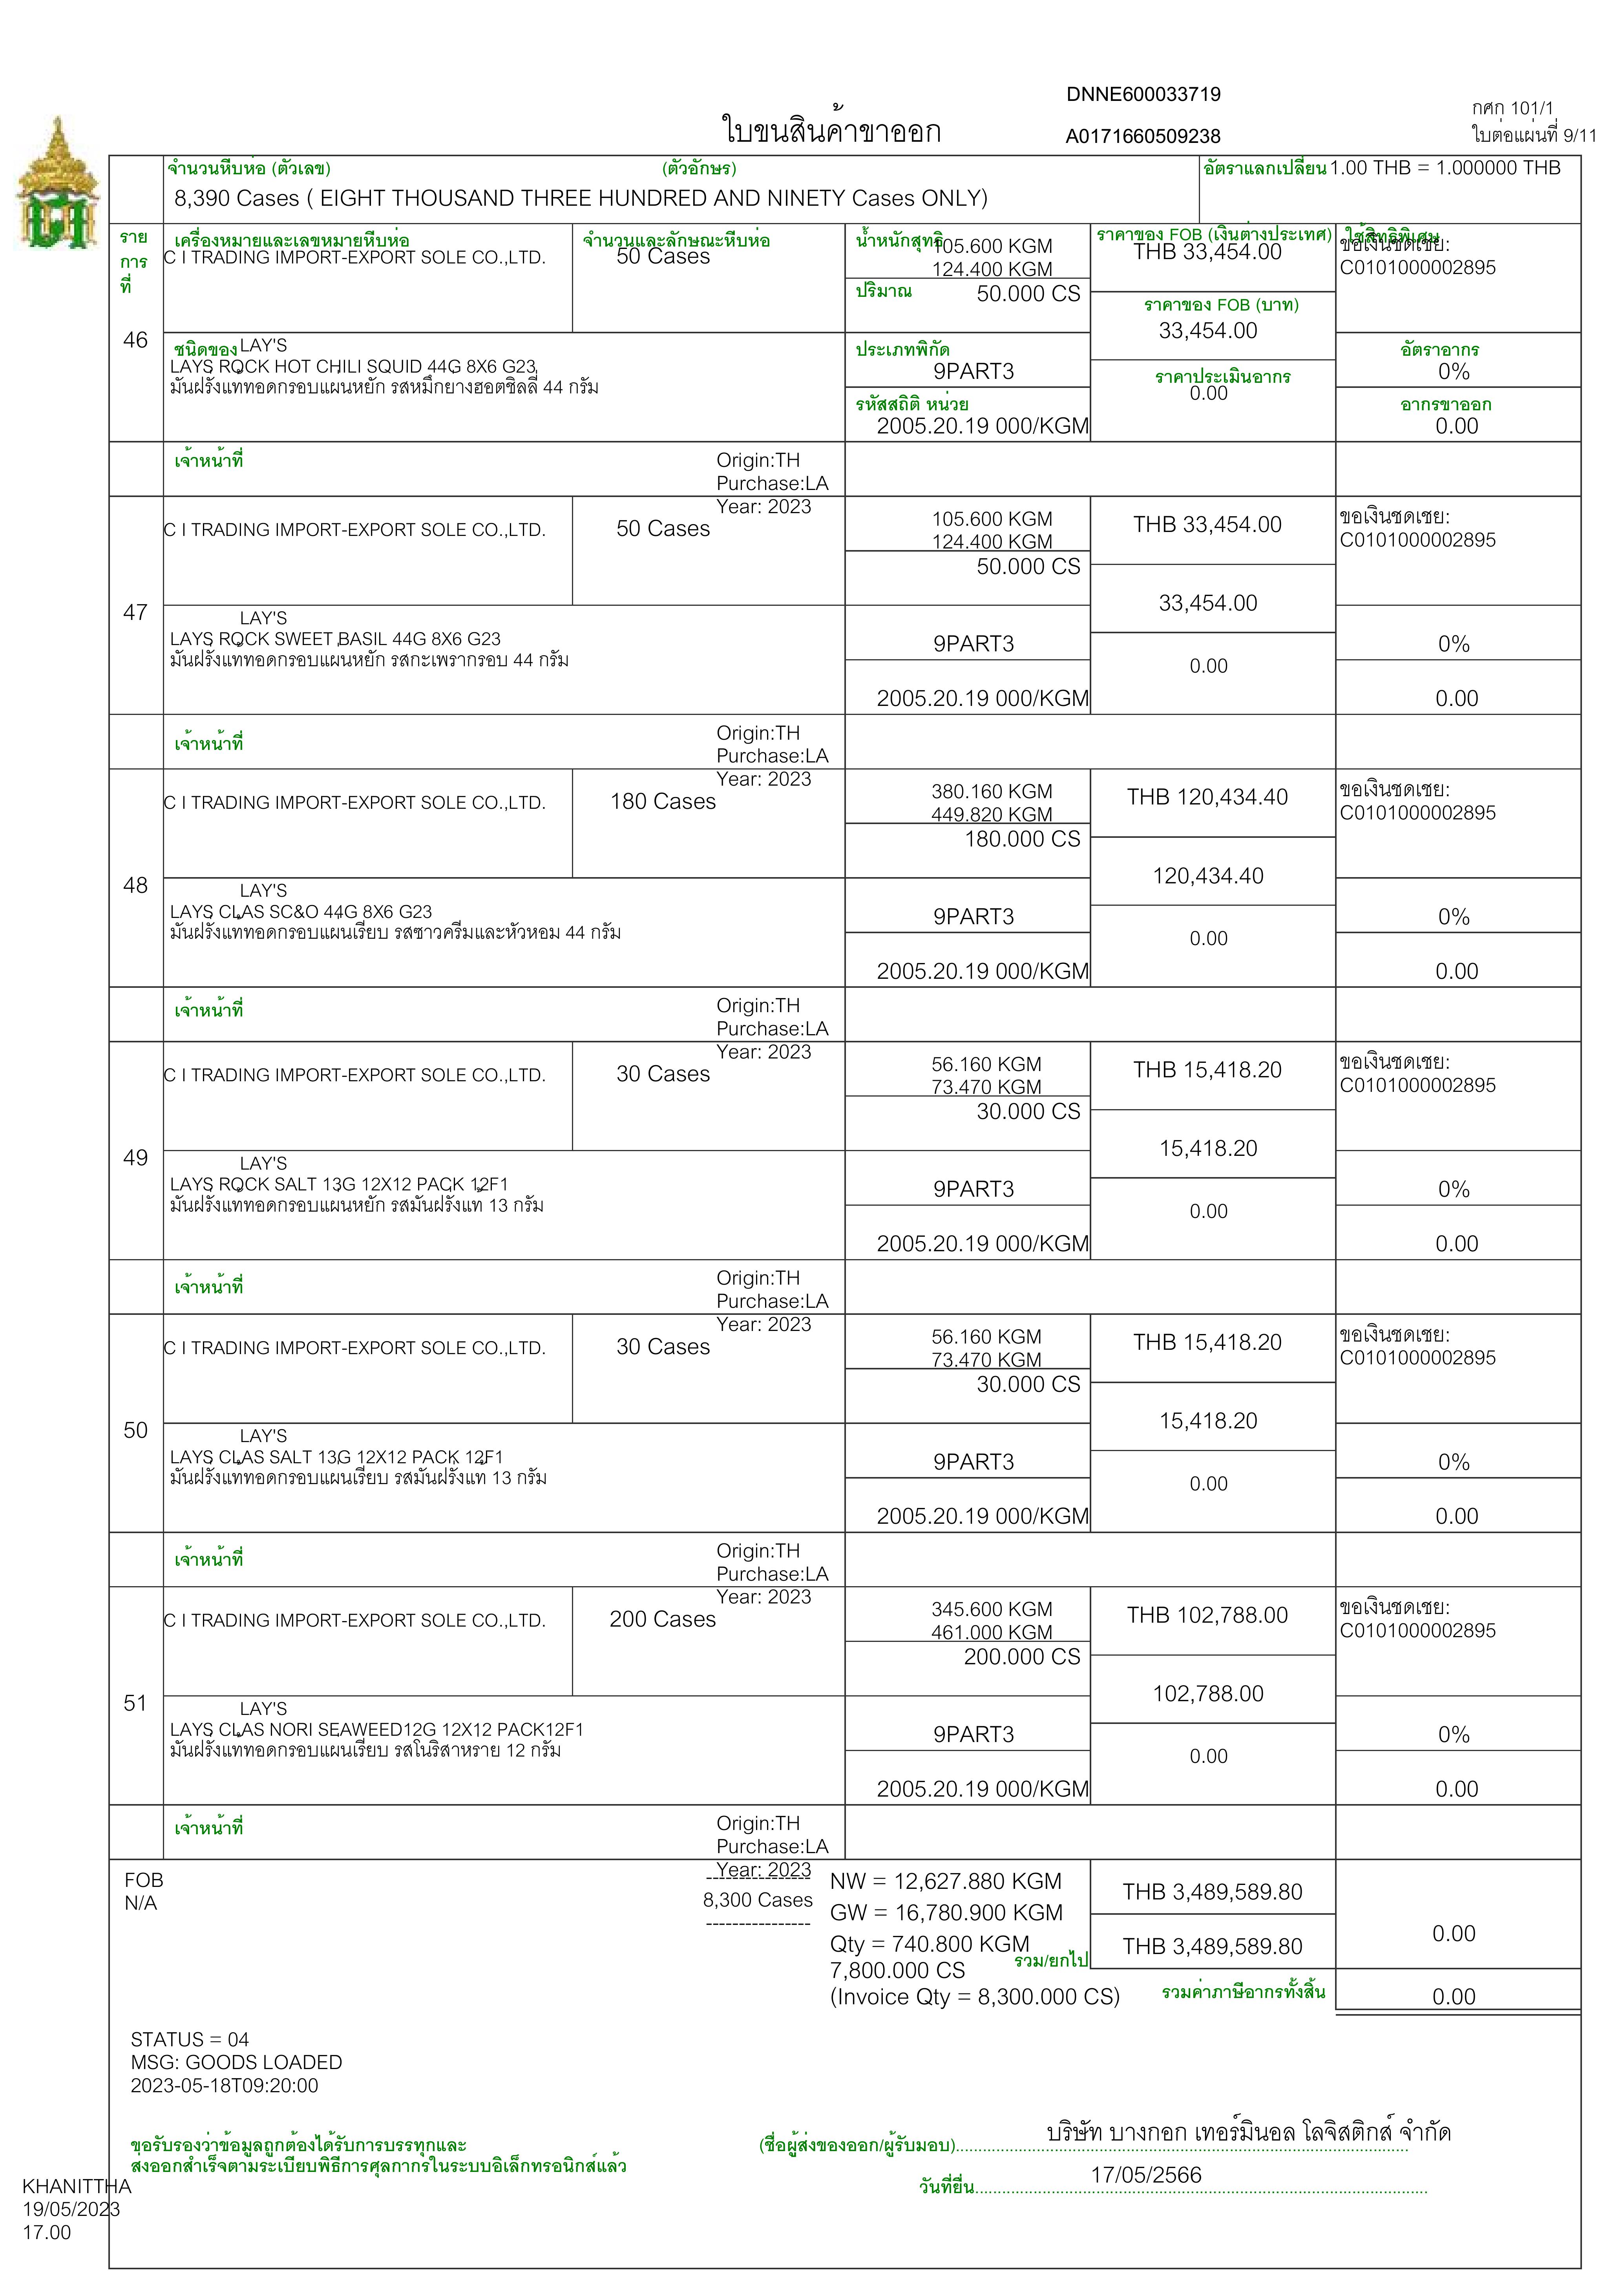 DNNE600033719
ใบขนสินค้าขาออก
A0171660509238
กศก 101/1
ใบต่อแผ่นที่ 9/11
จำนวนหีบห่อ (ตัวเลข) (ตัวอักษร)
อัตราแลกเปลี่ยน 1.00 THB = 1.000000 THB
8,390 Cases ( EIGHT THOUSAND THREE HUNDRED AND NINETY Cases ONLY)
ราย
การ
ที่
เครื่องหมายและเลขหมายหีบห่อ
จำนวนและลักษณะหีบห่อ
น้ำหนักสุทธิ
ราคาของ FOB (เงินต่างประเทศ)
ใช้สิทธิพิเศษ
46
C I TRADING IMPORT-EXPORT SOLE CO.,LTD.
50 Cases
105.600 KGM
124.400 KGM
ปริมาณ 50.000 CS
THB 33,454.00
ราคาของ FOB (บาท)
33,454.00
ขอเงินชดเชย:
C0101000002895
ชนิดของ LAY'S
LAYS ROCK HOT CHILI SQUID 44G 8X6 G23
มันฝรั่งแท้ทอดกรอบแผ่นหยัก รสหมึกย่างฮอตชิลลี่ 44 กรัม
ประเภทพิกัด
9PART3
ราคาประเมินอากร
0.00
อัตราอากร
0%
รหัสสถิติ หน่วย
2005.20.19 000/KGM
อากรขาออก
0.00
เจ้าหน้าที่
Origin:TH
Purchase:LA
Year: 2023
47
C I TRADING IMPORT-EXPORT SOLE CO.,LTD.
50 Cases
105.600 KGM
124.400 KGM
50.000 CS
THB 33,454.00
33,454.00
ขอเงินชดเชย:
C0101000002895
LAY'S
LAYS ROCK SWEET BASIL 44G 8X6 G23
มันฝรั่งแท้ทอดกรอบแผ่นหยัก รสกะเพรากรอบ 44 กรัม
9PART3
0.00
0%
2005.20.19 000/KGM
0.00
เจ้าหน้าที่
Origin:TH
Purchase:LA
Year: 2023
48
C I TRADING IMPORT-EXPORT SOLE CO.,LTD.
180 Cases
380.160 KGM
449.820 KGM
180.000 CS
THB 120,434.40
120,434.40
ขอเงินชดเชย:
C0101000002895
LAY'S
LAYS CLAS SC&O 44G 8X6 G23
มันฝรั่งแท้ทอดกรอบแผ่นเรียบ รสซาวครีมและหัวหอม 44 กรัม
9PART3
0.00
0%
2005.20.19 000/KGM
0.00
เจ้าหน้าที่
Origin:TH
Purchase:LA
Year: 2023
49
C I TRADING IMPORT-EXPORT SOLE CO.,LTD.
30 Cases
56.160 KGM
73.470 KGM
30.000 CS
THB 15,418.20
15,418.20
ขอเงินชดเชย:
C0101000002895
LAY'S
LAYS ROCK SALT 13G 12X12 PACK 12F1
มันฝรั่งแท้ทอดกรอบแผ่นหยัก รสมันฝรั่งแท้ 13 กรัม
9PART3
0.00
0%
2005.20.19 000/KGM
0.00
เจ้าหน้าที่
Origin:TH
Purchase:LA
Year: 2023
50
C I TRADING IMPORT-EXPORT SOLE CO.,LTD.
30 Cases
56.160 KGM
73.470 KGM
30.000 CS
THB 15,418.20
15,418.20
ขอเงินชดเชย:
C0101000002895
LAY'S
LAYS CLAS SALT 13G 12X12 PACK 12F1
มันฝรั่งแท้ทอดกรอบแผ่นเรียบ รสมันฝรั่งแท้ 13 กรัม
9PART3
0.00
0%
2005.20.19 000/KGM
0.00
เจ้าหน้าที่
Origin:TH
Purchase:LA
Year: 2023
51
C I TRADING IMPORT-EXPORT SOLE CO.,LTD.
200 Cases
345.600 KGM
461.000 KGM
200.000 CS
THB 102,788.00
102,788.00
ขอเงินชดเชย:
C0101000002895
LAY'S
LAYS CLAS NORI SEAWEED12G 12X12 PACK12F1
มันฝรั่งแท้ทอดกรอบแผ่นเรียบ รสโนริสาหร่าย 12 กรัม
9PART3
0.00
0%
2005.20.19 000/KGM
0.00
เจ้าหน้าที่
Origin:TH
Purchase:LA
Year: 2023
FOB
N/A
----------------
8,300 Cases
----------------
NW = 12,627.880 KGM
GW = 16,780.900 KGM
Qty = 740.800 KGM
7,800.000 CS
(Invoice Qty = 8,300.000 CS)
THB 3,489,589.80
THB 3,489,589.80
0.00
รวม/ยกไป
รวมค่าภาษีอากรทั้งสิ้น
0.00
STATUS = 04
MSG: GOODS LOADED
2023-05-18T09:20:00
ขอรับรองว่าข้อมูลถูกต้องได้รับการบรรทุกและ
ส่งออกสำเร็จตามระเบียบพิธีการศุลกากรในระบบอิเล็กทรอนิกส์แล้ว
(ชื่อผู้ส่งของออก/ผู้รับมอบ) บริษัท บางกอก เทอร์มินอล โลจิสติกส์ จำกัด
วันที่ยื่น 17/05/2566
KHANITTHA
19/05/2023
17.00